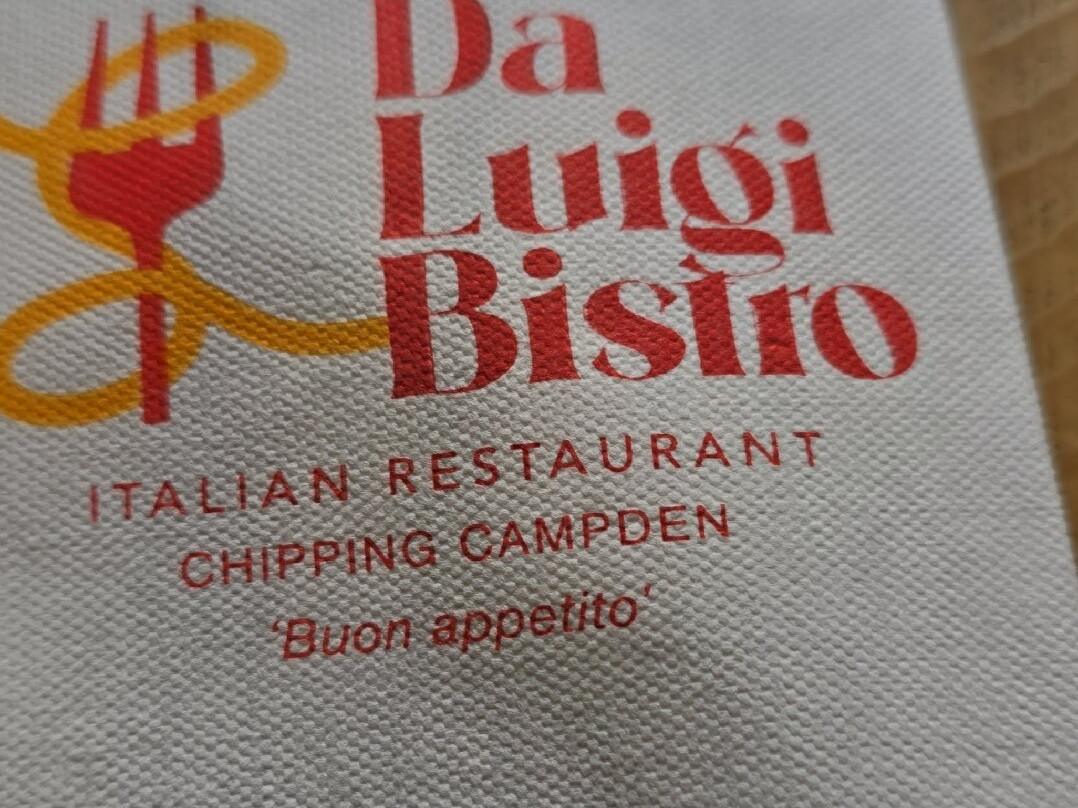 Da
Luigi
Bistro
ITALIAN RESTAURANT
CHIPPING CAMPDEN
'Buon appetito'